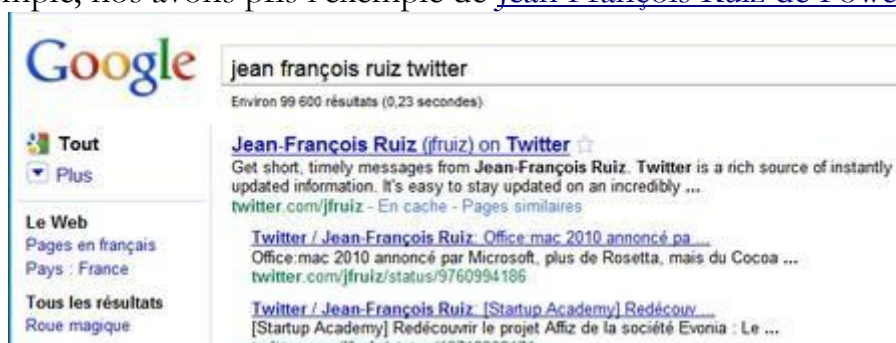 mple, nos avons pris l'exemple de Jean-François Ruiz de Powe
Google
jean françois ruiz twitter
Environ 99 600 résultats (0,23 secondes)
Tout
Plus
Le Web
Pages en français
Pays : France
Tous les résultats
Roue magique
Jean-François Ruiz (jfruiz) on Twitter
Get short, timely messages from Jean-François Ruiz. Twitter is a rich source of instantly
updated information. It's easy to stay updated on an incredibly ...
twitter.com/jfruiz - En cache - Pages similaires
Twitter / Jean-François Ruiz: Office:mac 2010 annoncé pa ...
Office:mac 2010 annoncé par Microsoft, plus de Rosetta, mais du Cocoa ...
twitter.com/jfruiz/status/9760994186
Twitter / Jean-François Ruiz: [Startup Academy] Redécouv ...
[Startup Academy] Redécouvrir le projet Affiz de la société Evonia : Le ...